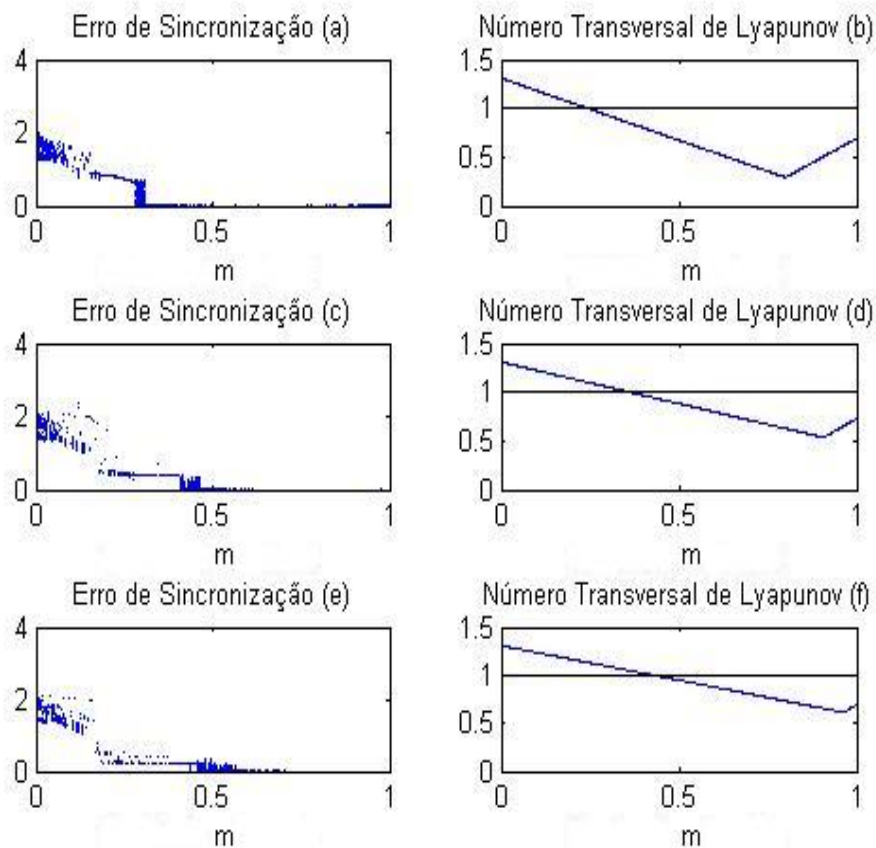 Erro de Sincronização (a)
Número Transversal de Lyapunov (b)
4
2
0
0 0.5 1
m
1.5
1
0.5
1
0 0.5 1
m
Erro de Sincronização (c)
Número Transversal de Lyapunov (d)
4
2
0
0 0.5 1
m
1.5
1
0.5
0
0 0.5 1
m
Erro de Sincronização (e)
Número Transversal de Lyapunov (f)
4
2
0
0 0.5 1
m
1.5
1
0.5
0
0 0.5 1
m